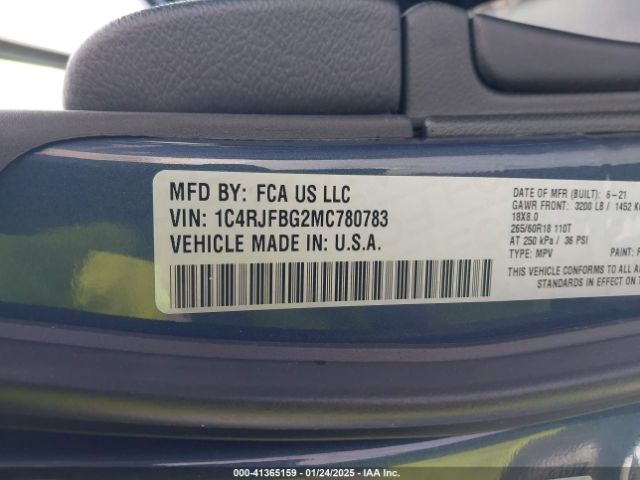 MFD BY: FCA US LLC
VIN: 1C4RJFBG2MC780783
VEHICLE MADE IN: U.S.A.
DATE OF MFR (BUILT): 6-21
GAWR FRONT: 3200 LB / 1452 K
18X8.0
265/60R18 110T
AT 250 kPa / 36 PSI
TYPE: MPV PAINT:
THIS VEHICLE CONFORMS TO ALL A
STANDARDS IN EFFECT ON
000-41365159 - 01/24/2025 - IAA Inc.